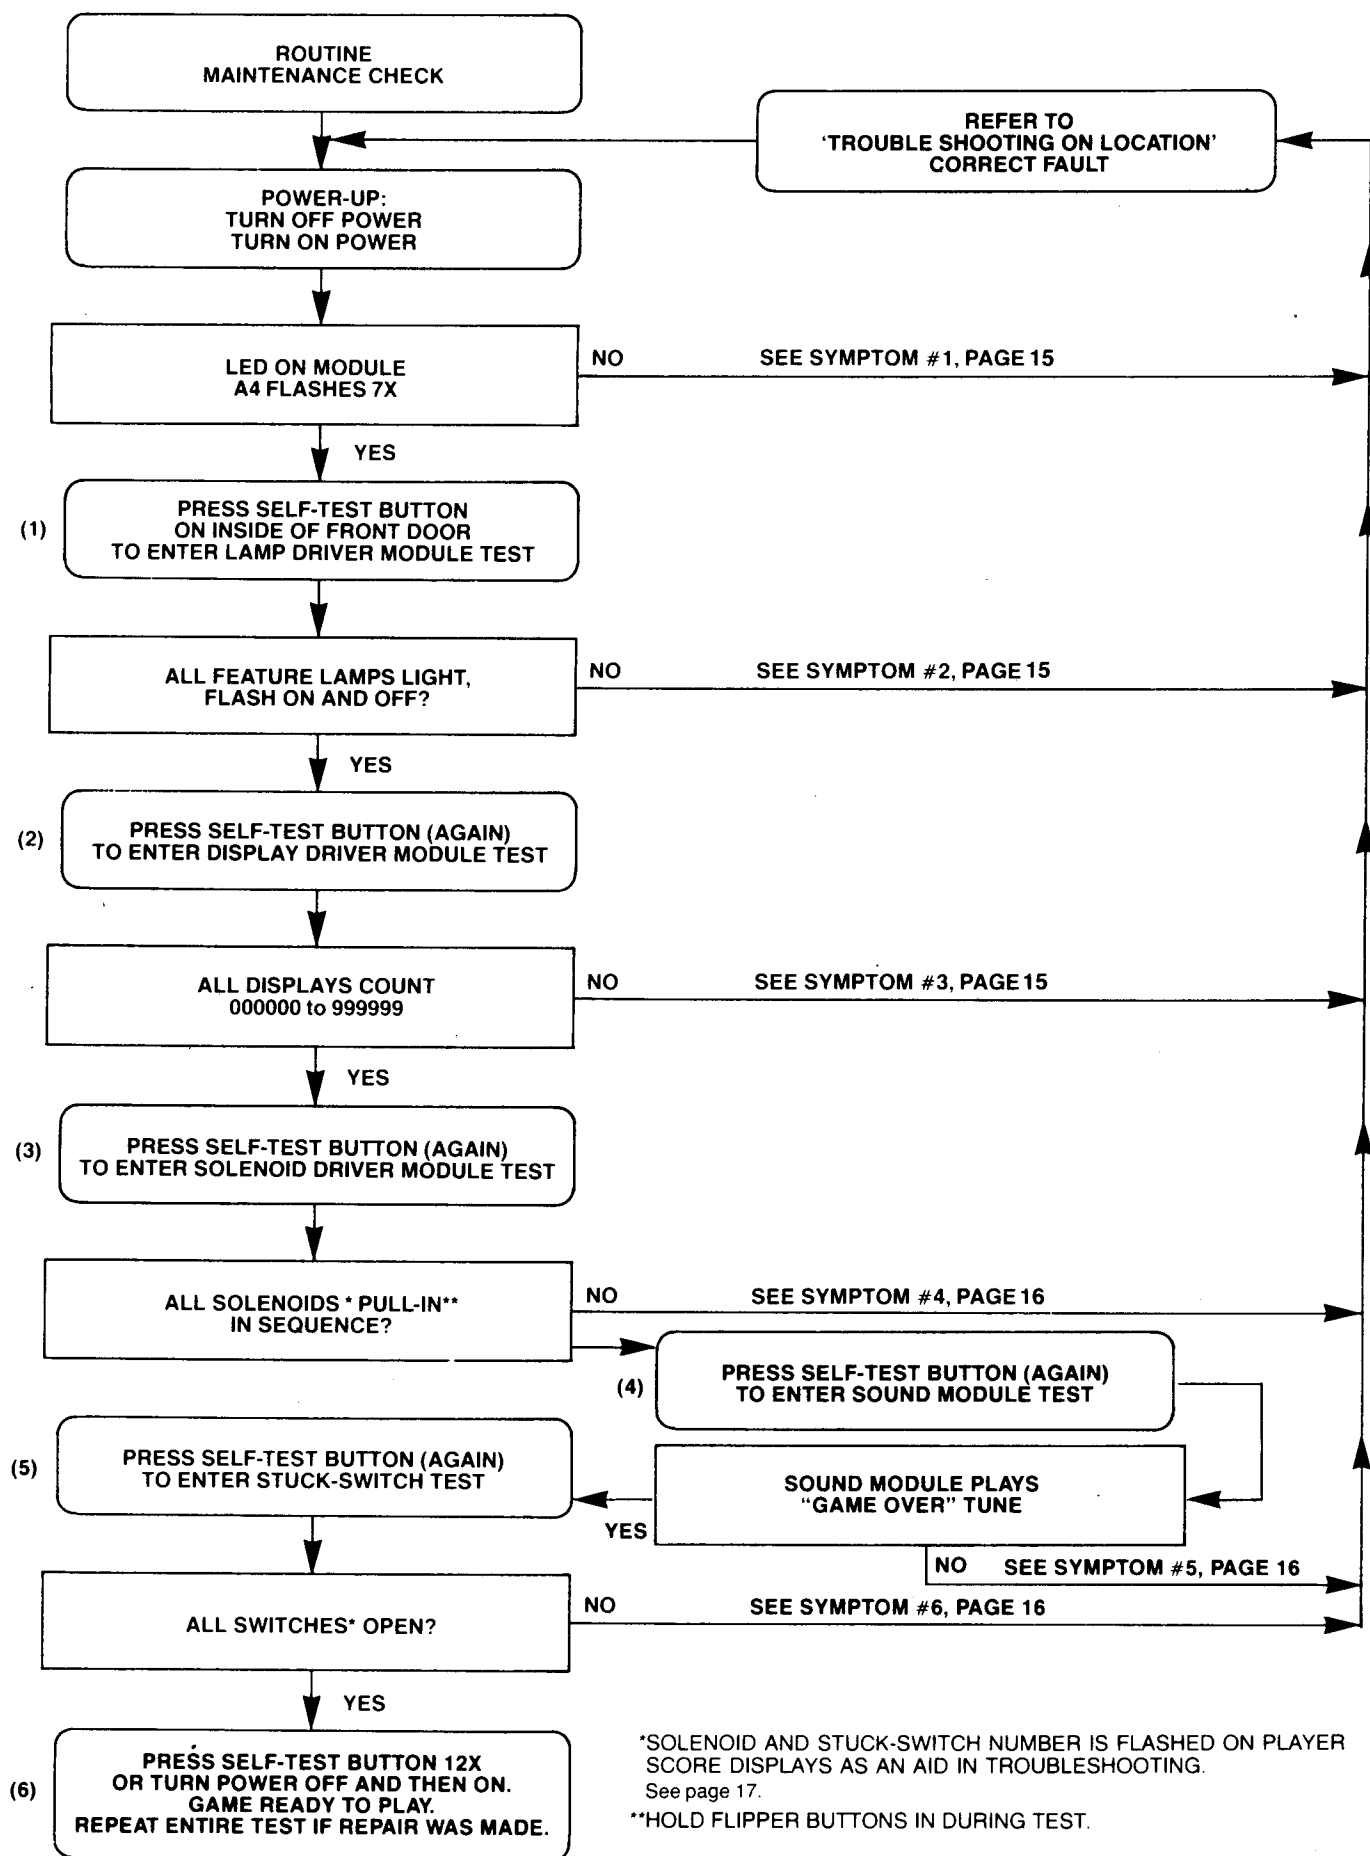 ROUTINE
MAINTENANCE CHECK
REFER TO
'TROUBLE SHOOTING ON LOCATION'
CORRECT FAULT
POWER-UP:
TURN OFF POWER
TURN ON POWER
LED ON MODULE
A4 FLASHES 7X
NO
SEE SYMPTOM #1, PAGE 15
YES
(1)
PRESS SELF-TEST BUTTON
ON INSIDE OF FRONT DOOR
TO ENTER LAMP DRIVER MODULE TEST
ALL FEATURE LAMPS LIGHT,
FLASH ON AND OFF?
NO
SEE SYMPTOM #2, PAGE 15
YES
(2)
PRESS SELF-TEST BUTTON (AGAIN)
TO ENTER DISPLAY DRIVER MODULE TEST
ALL DISPLAYS COUNT
000000 to 999999
NO
SEE SYMPTOM #3, PAGE 15
YES
(3)
PRESS SELF-TEST BUTTON (AGAIN)
TO ENTER SOLENOID DRIVER MODULE TEST
ALL SOLENOIDS * PULL-IN**
IN SEQUENCE?
NO
SEE SYMPTOM #4, PAGE 16
(4)
PRESS SELF-TEST BUTTON (AGAIN)
TO ENTER SOUND MODULE TEST
SOUND MODULE PLAYS
"GAME OVER" TUNE
YES
NO
SEE SYMPTOM #5, PAGE 16
(5)
PRESS SELF-TEST BUTTON (AGAIN)
TO ENTER STUCK-SWITCH TEST
ALL SWITCHES* OPEN?
NO
SEE SYMPTOM #6, PAGE 16
YES
(6)
PRESS SELF-TEST BUTTON 12X
OR TURN POWER OFF AND THEN ON.
GAME READY TO PLAY.
REPEAT ENTIRE TEST IF REPAIR WAS MADE.
*SOLENOID AND STUCK-SWITCH NUMBER IS FLASHED ON PLAYER
SCORE DISPLAYS AS AN AID IN TROUBLESHOOTING.
See page 17.
**HOLD FLIPPER BUTTONS IN DURING TEST.